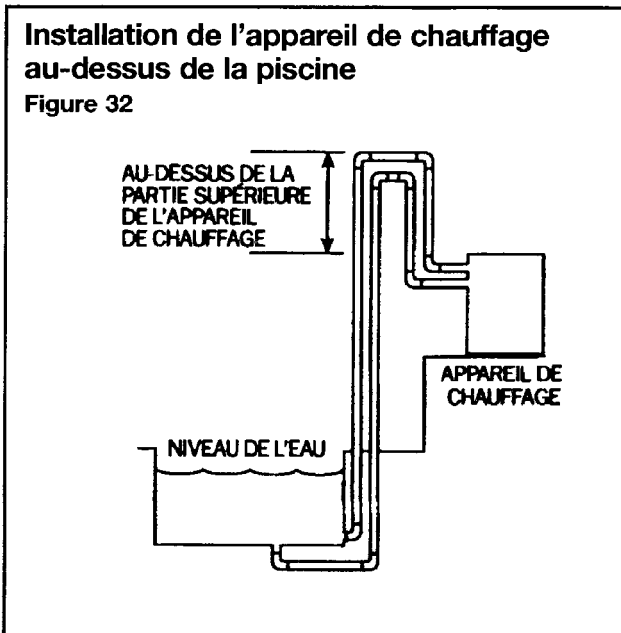 Installation de l'appareil de chauffage
au-dessus de la piscine
Figure 32
AU-DESSUS DE LA
PARTIE SUPÉRIEURE
DE L'APPAREIL
DE CHAUFFAGE
APPAREIL DE
CHAUFFAGE
NIVEAU DE L'EAU